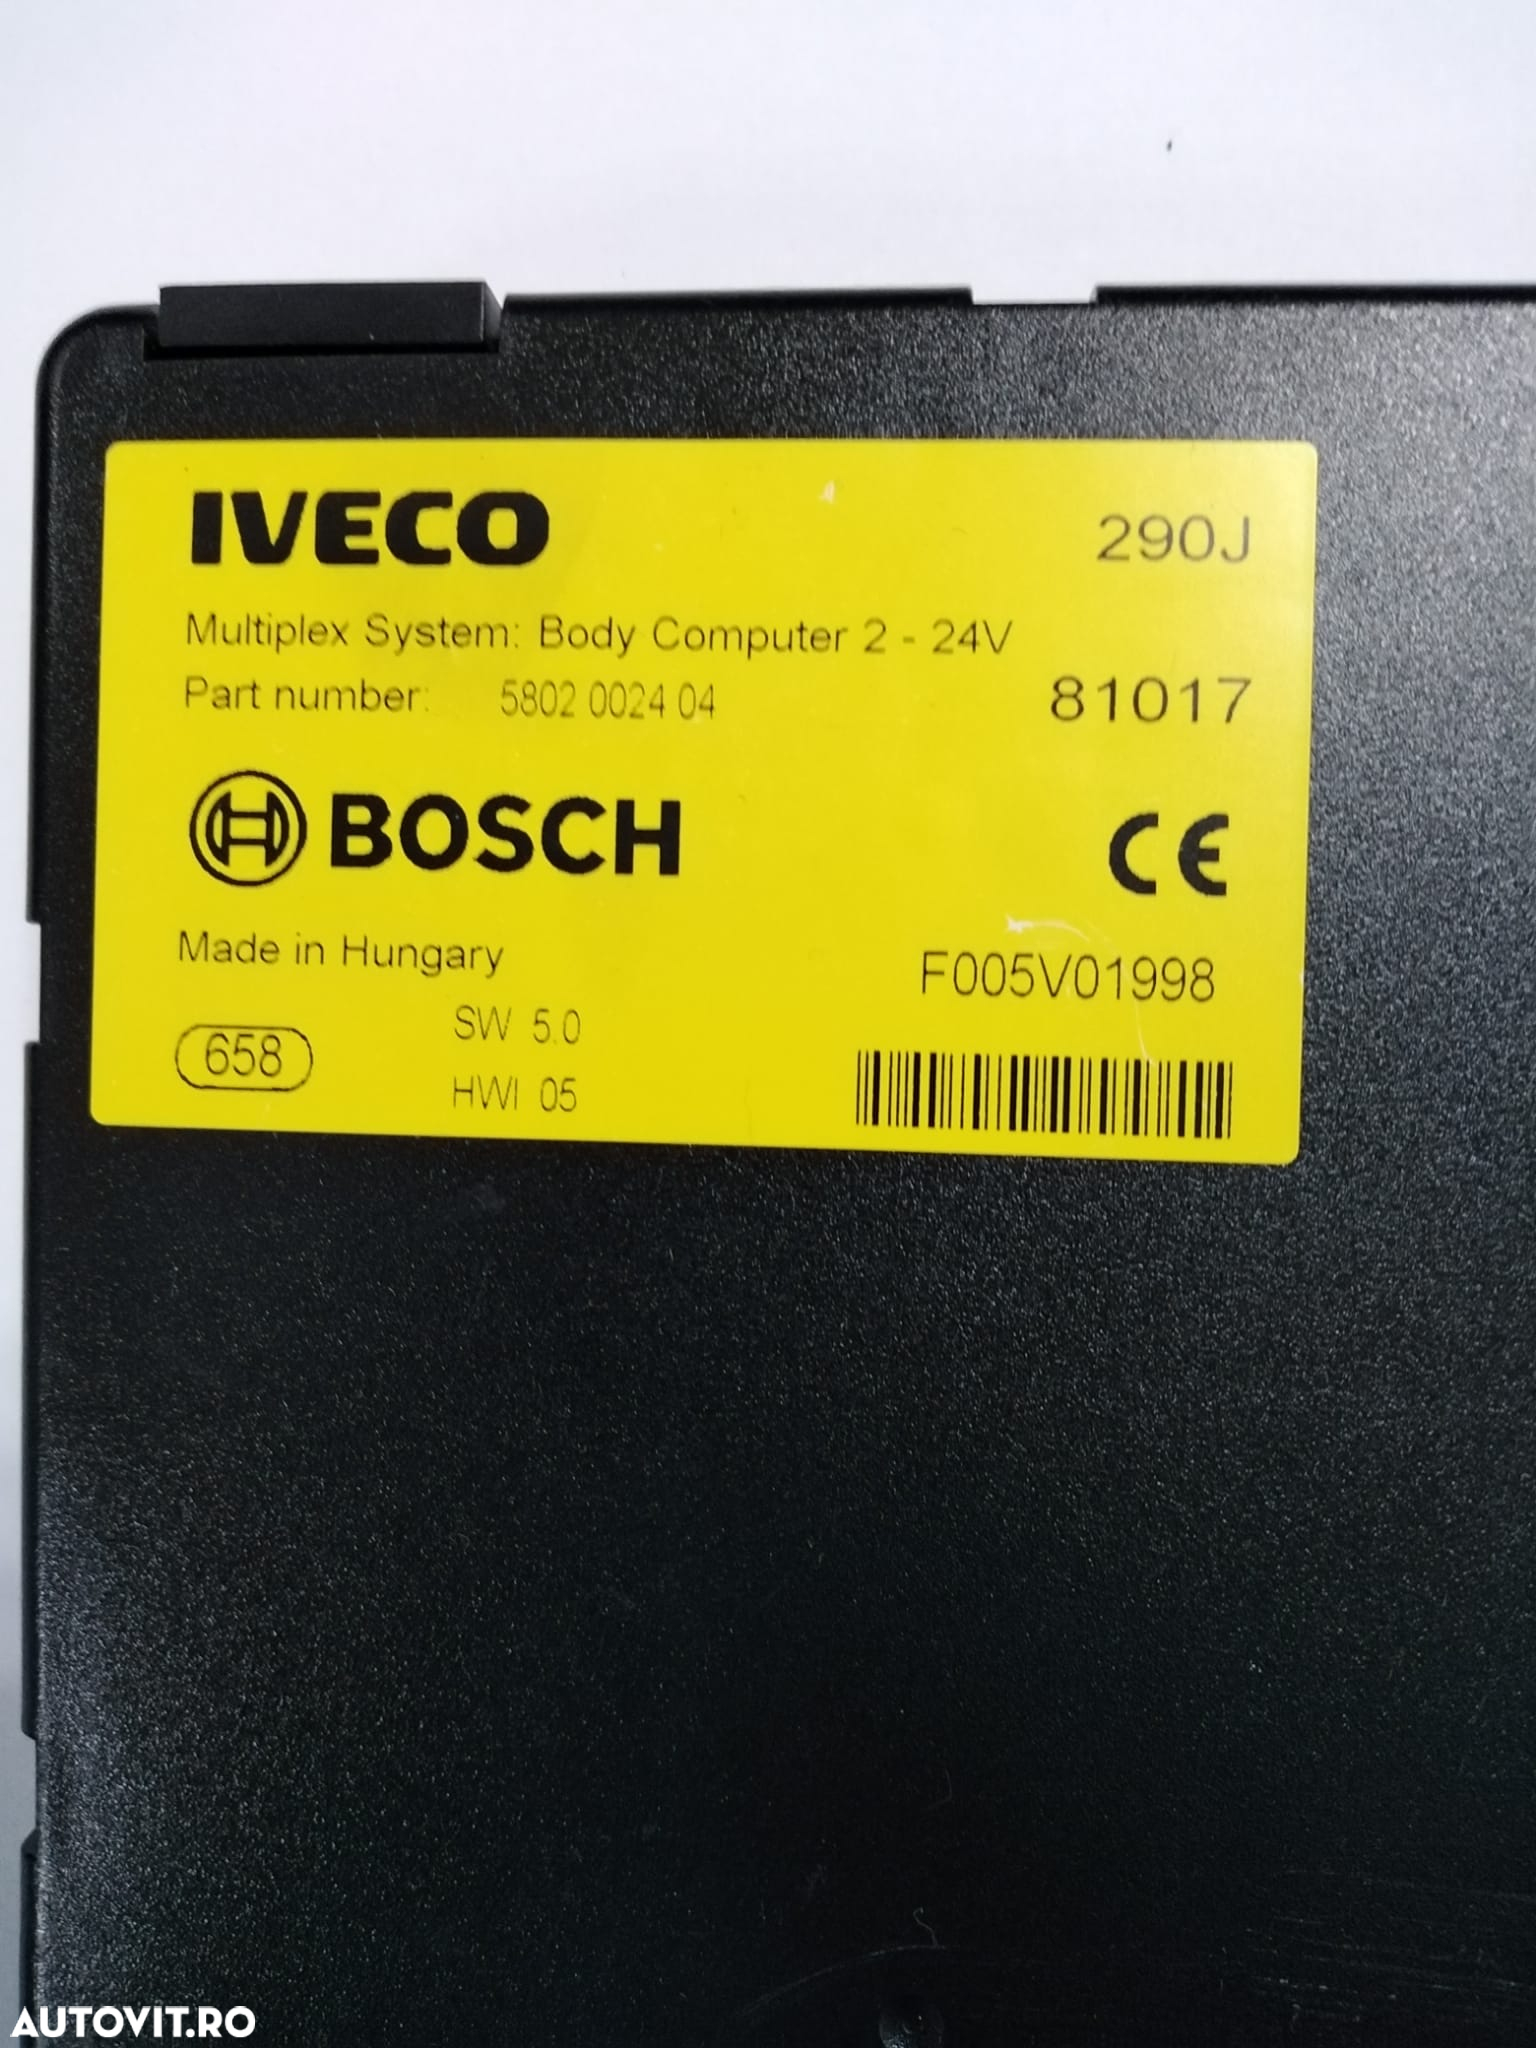 IVECO 290J
Multiplex System: Body Computer 2 - 24V
Part number: 5802 0024 04 81017
BOSCH CE
Made in Hungary F005V01998
SW 5.0
658
HWI 05
AUTOVIT.RO